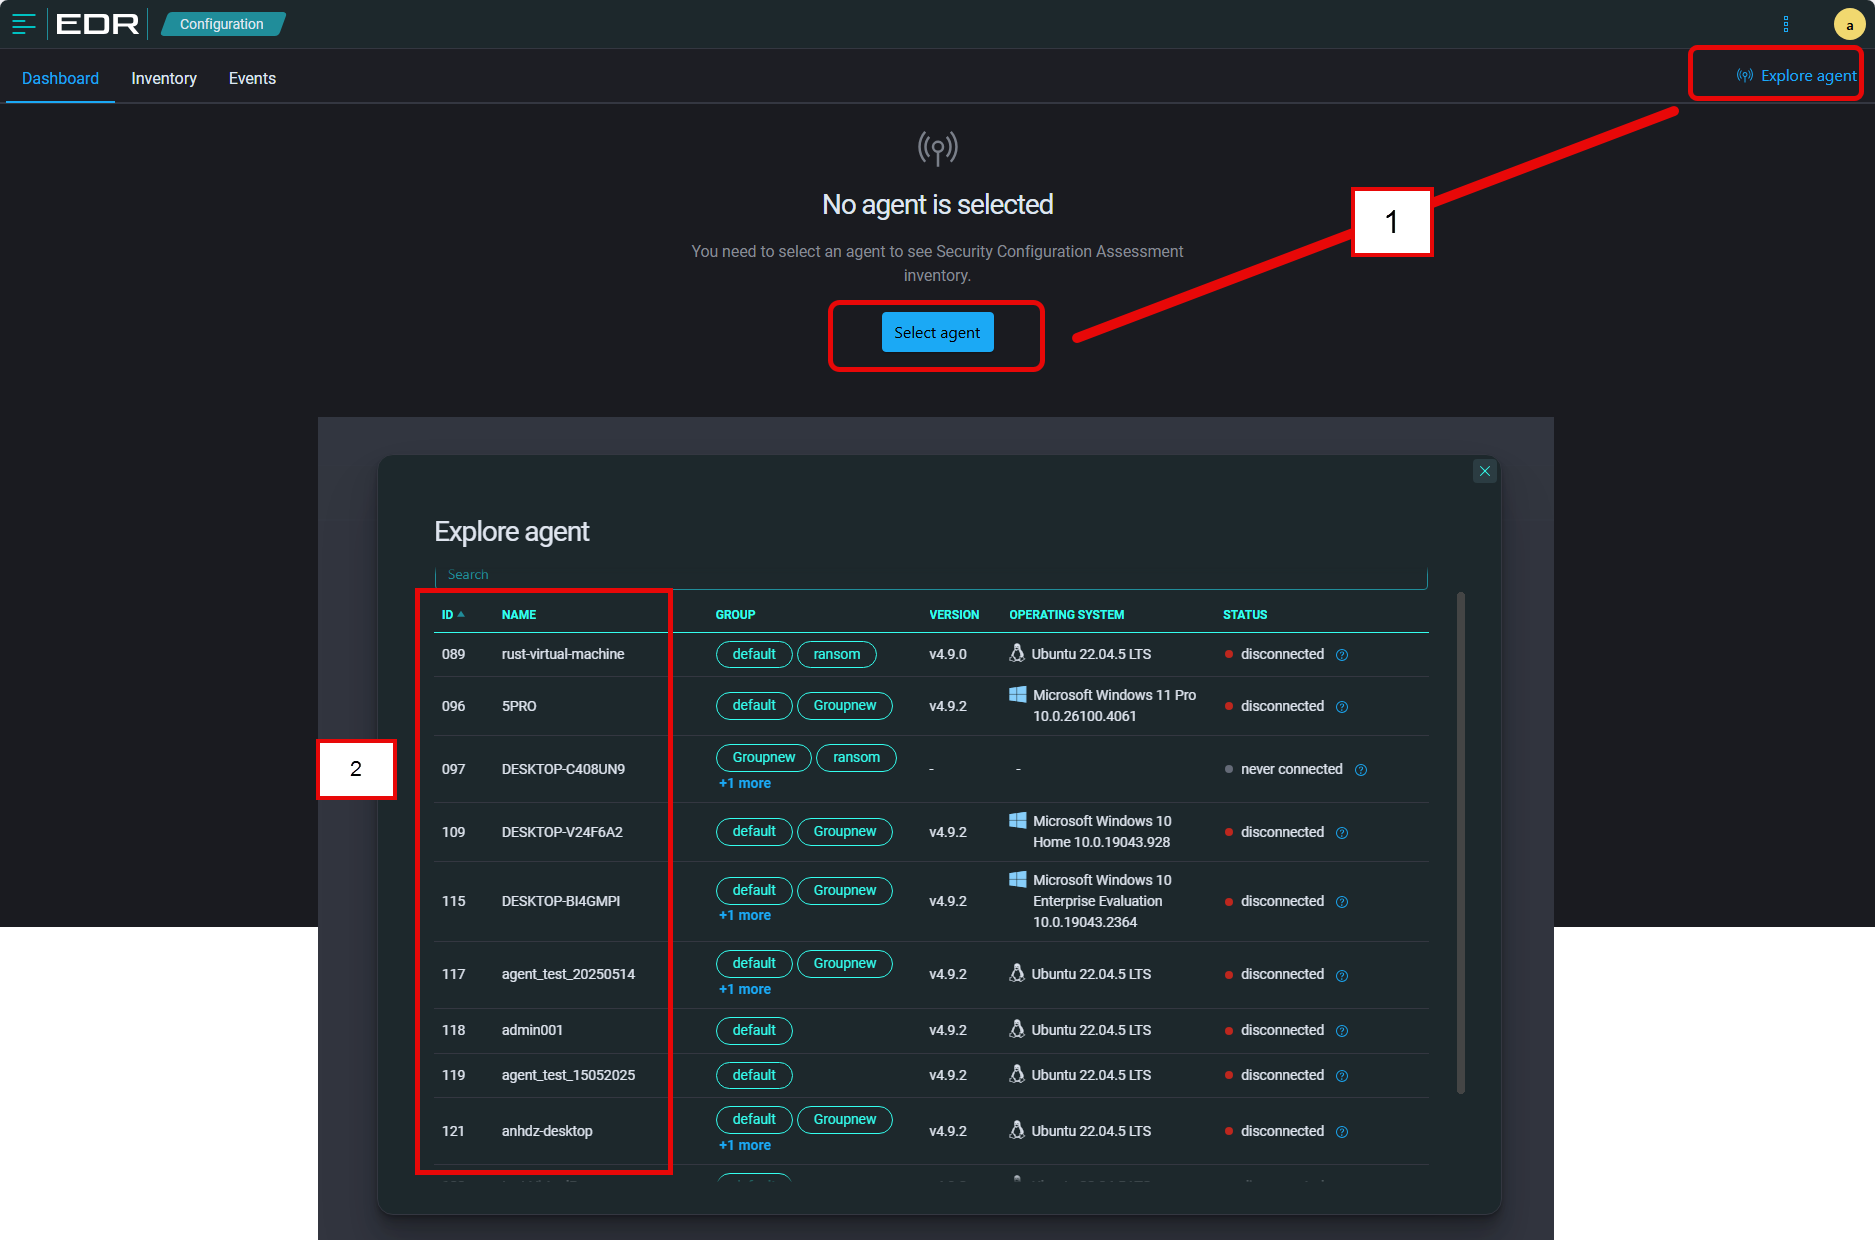 EDR Configuration a
Dashboard Inventory Events Explore agent
No agent is selected
You need to select an agent to see Security Configuration Assessment
inventory.
Select agent
1
Explore agent
Search
ID NAME GROUP VERSION OPERATING SYSTEM STATUS
089 rust-virtual-machine default ransom v4.9.0 Ubuntu 22.04.5 LTS disconnected
096 5PRO default Groupnew v4.9.2 Microsoft Windows 11 Pro disconnected
10.0.26100.4061
2
097 DESKTOP-C408UN9 Groupnew ransom - - never connected
+1 more
109 DESKTOP-V24F6A2 default Groupnew v4.9.2 Microsoft Windows 10 disconnected
Home 10.0.19043.928
115 DESKTOP-BI4GMPI default Groupnew v4.9.2 Microsoft Windows 10 disconnected
+1 more Enterprise Evaluation
10.0.19043.2364
117 agent_test_20250514 default Groupnew v4.9.2 Ubuntu 22.04.5 LTS disconnected
+1 more
118 admin001 default v4.9.2 Ubuntu 22.04.5 LTS disconnected
119 agent_test_15052025 default v4.9.2 Ubuntu 22.04.5 LTS disconnected
121 anhdz-desktop default Groupnew v4.9.2 Ubuntu 22.04.5 LTS disconnected
+1 more